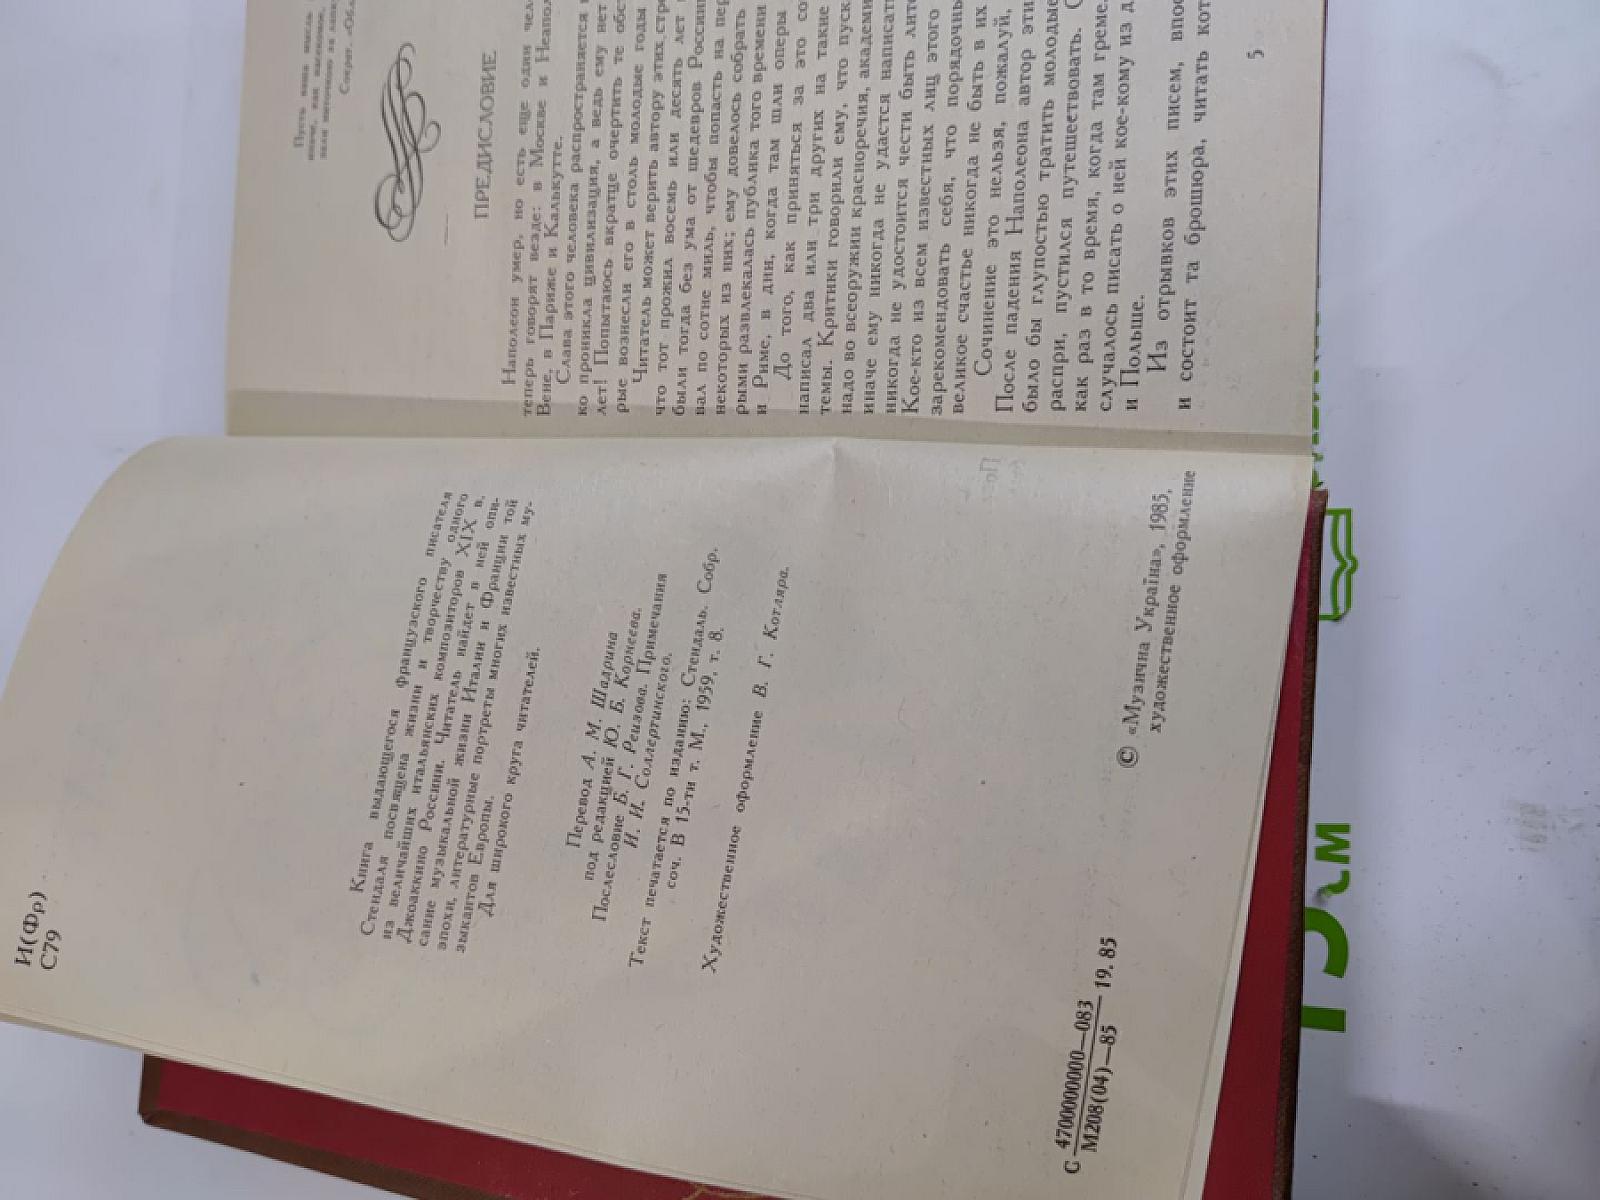 И(Фр)
С79
Книга выдающегося французского писателя
Стендаля посвящена жизни и творчеству одного
из величайших итальянских композиторов XIX в.
Джоаккино Россини. Читатель найдет в ней опи-
сание музыкальной жизни Италии и Франции той
эпохи, литературные портреты многих известных му-
зыкантов Европы.
Для широкого круга читателей.
Перевод А. М. Шадрина
под редакцией Ю. Б. Корнеева.
Послесловие Б. Г. Реизова. Примечания
И. И. Соллертинского.
Текст печатается по изданию: Стендаль. Собр.
соч. В 15-ти т. М., 1959, т. 8.
Художественное оформление В. Г. Котляра.
С 4700000000—083
М208(04)—85 19. 85
© «Музична Україна», 1985,
художественное оформление
Пусть ваша мысль
иначе, как насекомое,
Сократ. «Обл
ПРЕДИСЛОВИЕ
Наполеон умер, но есть еще один чел
теперь говорят везде: в Москве и Неапол
Вене, в Париже и Калькутте.
Слава этого человека распространяется
ко проникла цивилизация, а ведь ему нет
лет! Попытаюсь вкратце очертить те обс
рые вознесли его в столь молодые годы
Читатель может верить автору этих стро
что тот прожил восемь или десять лет
были тогда без ума от шедевров Россини
вал по сотне миль, чтобы попасть на пер
некоторых из них; ему довелось собрать
рыми развлекалась публика того времени
и Риме, в дни, когда там шли оперы
До того, как приняться за это со
написал два или три других на такие
темы. Критики говорили ему, что пуск
надо во всеоружии красноречия, академи
иначе ему никогда не удастся написат
никогда не удостоится чести быть лит
Кое-кто из всем известных лиц этого
зарекомендовать себя, что порядочны
великое счастье никогда не быть в их
Сочинение это нельзя, пожалуй,
После падения Наполеона автор эти
было бы глупостью тратить молодые
распри, пустился путешествовать. О
как раз в то время, когда там греме
случалось писать о ней кое-кому из д
и Польше.
Из отрывков этих писем, впос
и состоит та брошюра, читать кот
5